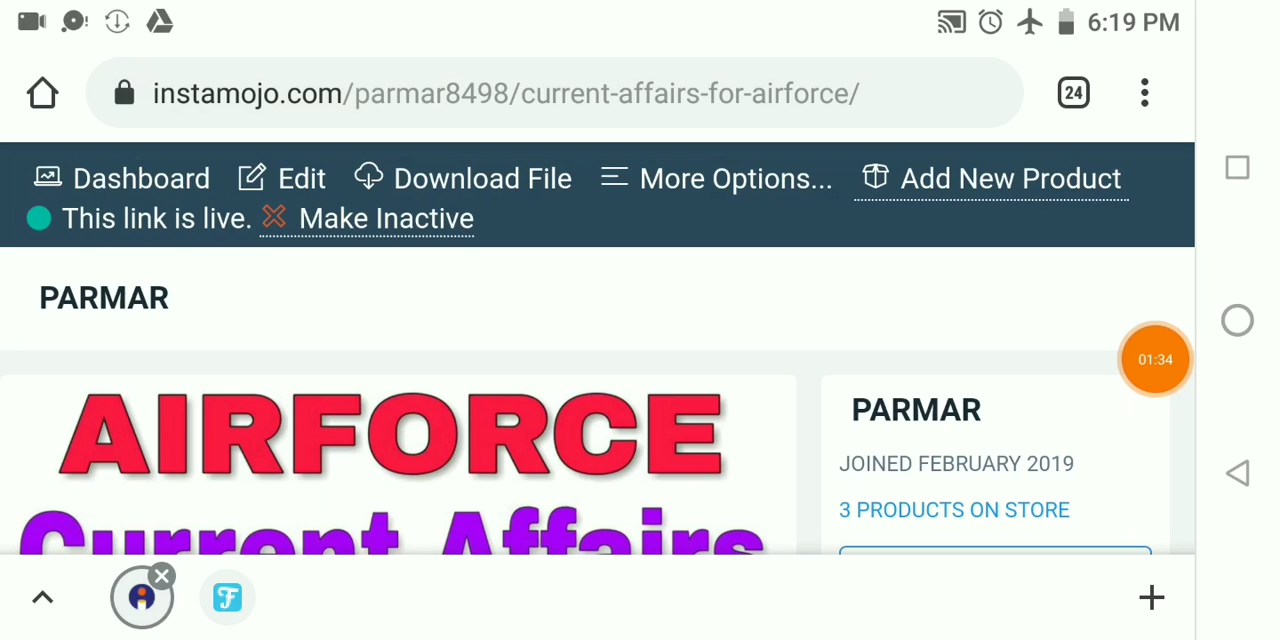 6:19 PM
instamojo.com/parmar8498/current-affairs-for-airforce/
24
Dashboard Edit Download File More Options... Add New Product
This link is live. Make Inactive
PARMAR
01:34
AIRFORCE
Current Affairs
PARMAR
JOINED FEBRUARY 2019
3 PRODUCTS ON STORE